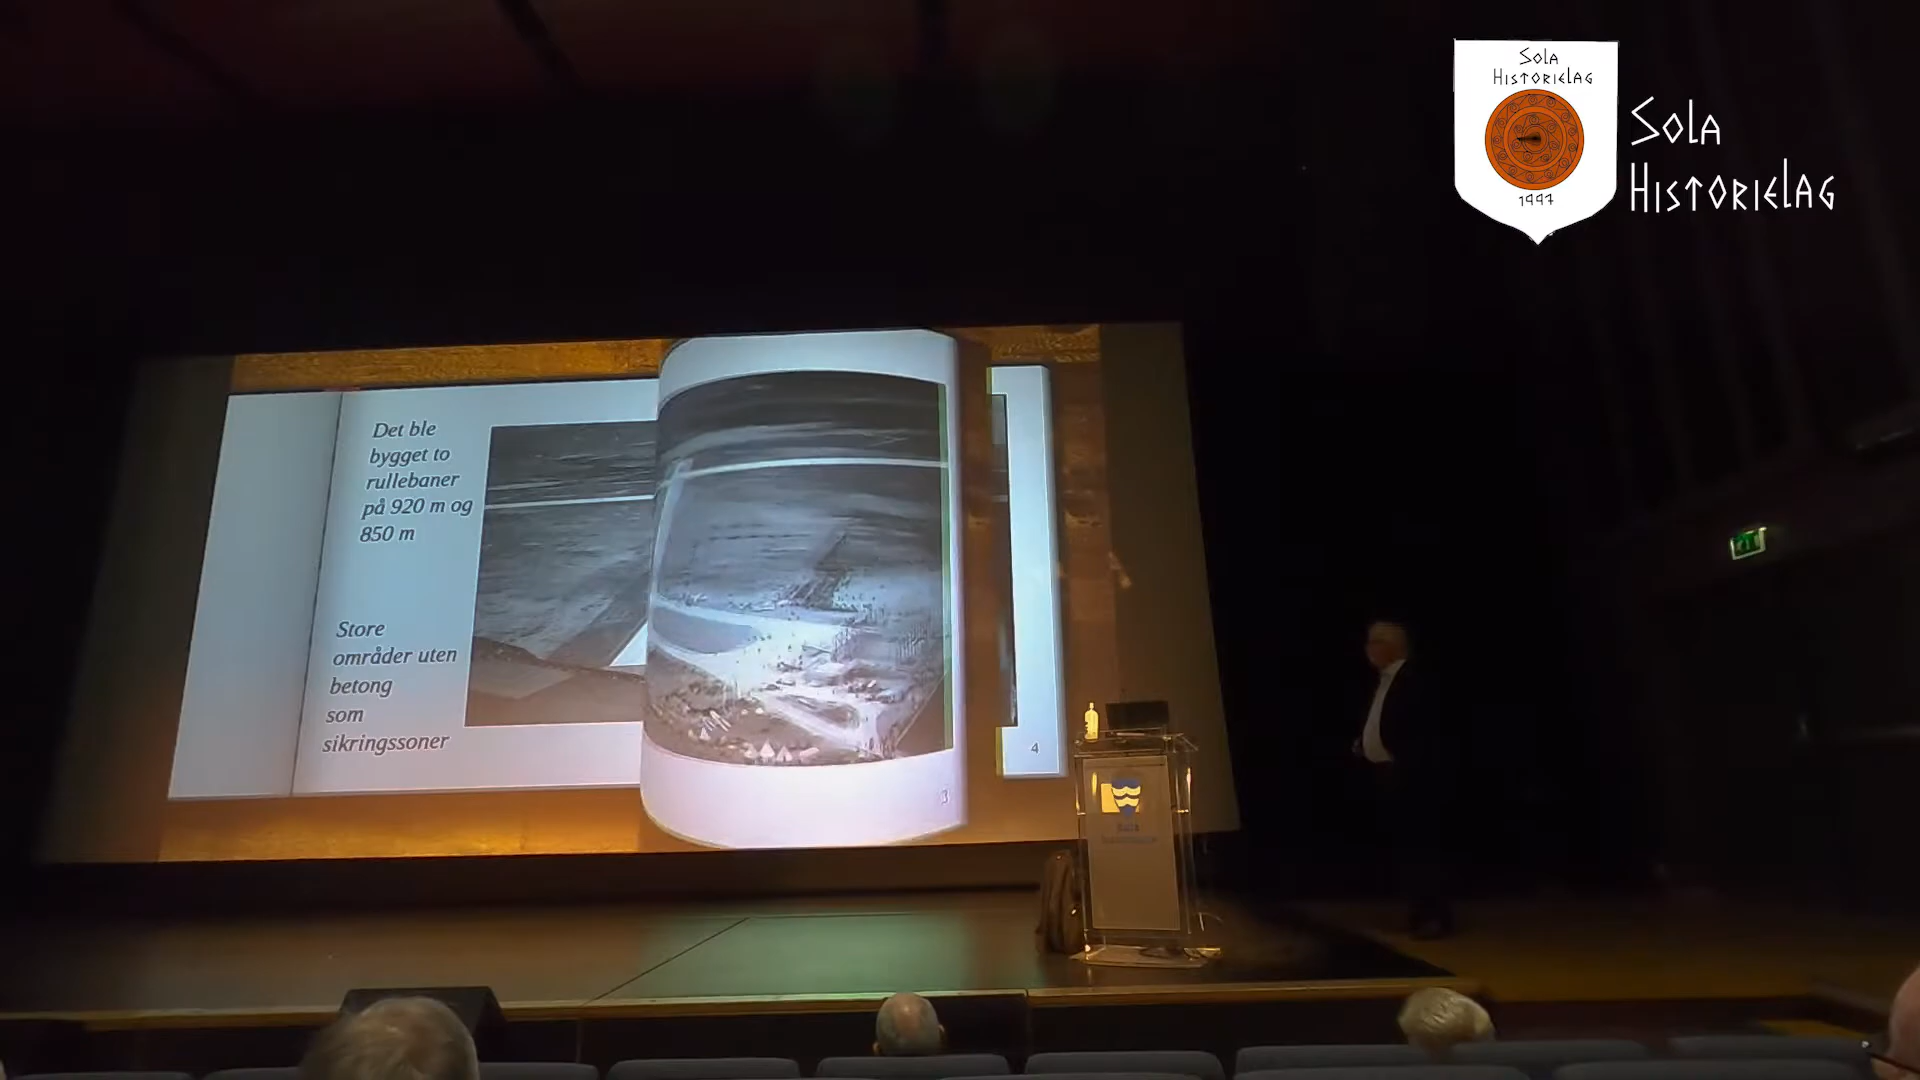 Sola
Historielag
1997
Sola
Historielag
Det ble
bygget to
rullebaner
på 920 m og
850 m
Store
områder uten
betong
som
sikringssoner
3
4
Sola